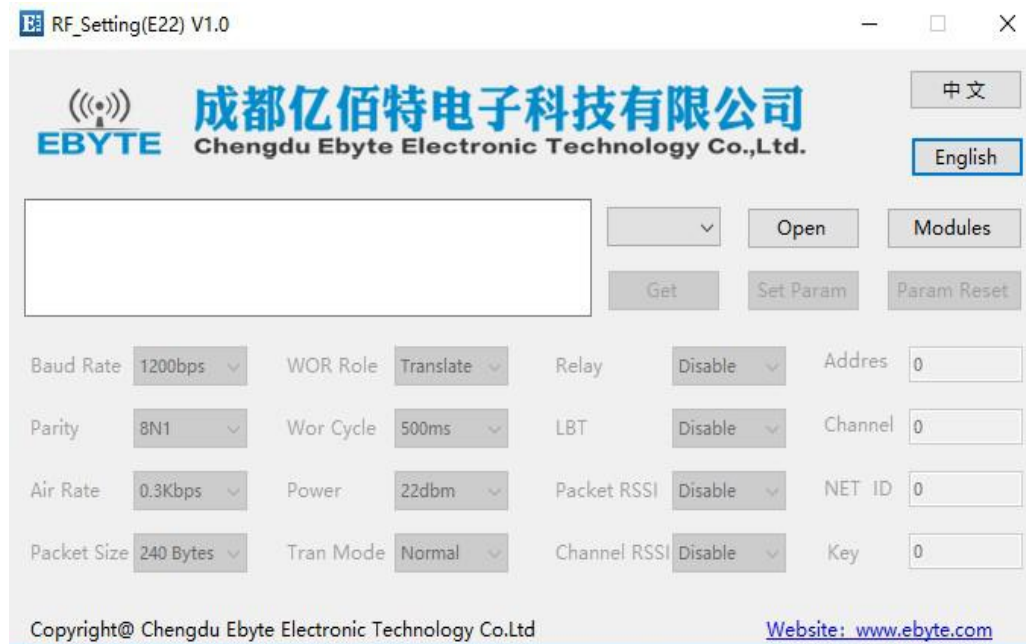 RF_Setting(E22) V1.0
中文
EBYTE
成都亿佰特电子科技有限公司
Chengdu Ebyte Electronic Technology Co.,Ltd.
English
Open
Modules
Get
Set Param
Param Reset
Baud Rate 1200bps WOR Role Translate Relay Disable Addres 0
Parity 8N1 Wor Cycle 500ms LBT Disable Channel 0
Air Rate 0.3Kbps Power 22dbm Packet RSSI Disable NET ID 0
Packet Size 240 Bytes Tran Mode Normal Channel RSSI Disable Key 0
Copyright@ Chengdu Ebyte Electronic Technology Co.Ltd Website: www.ebyte.com